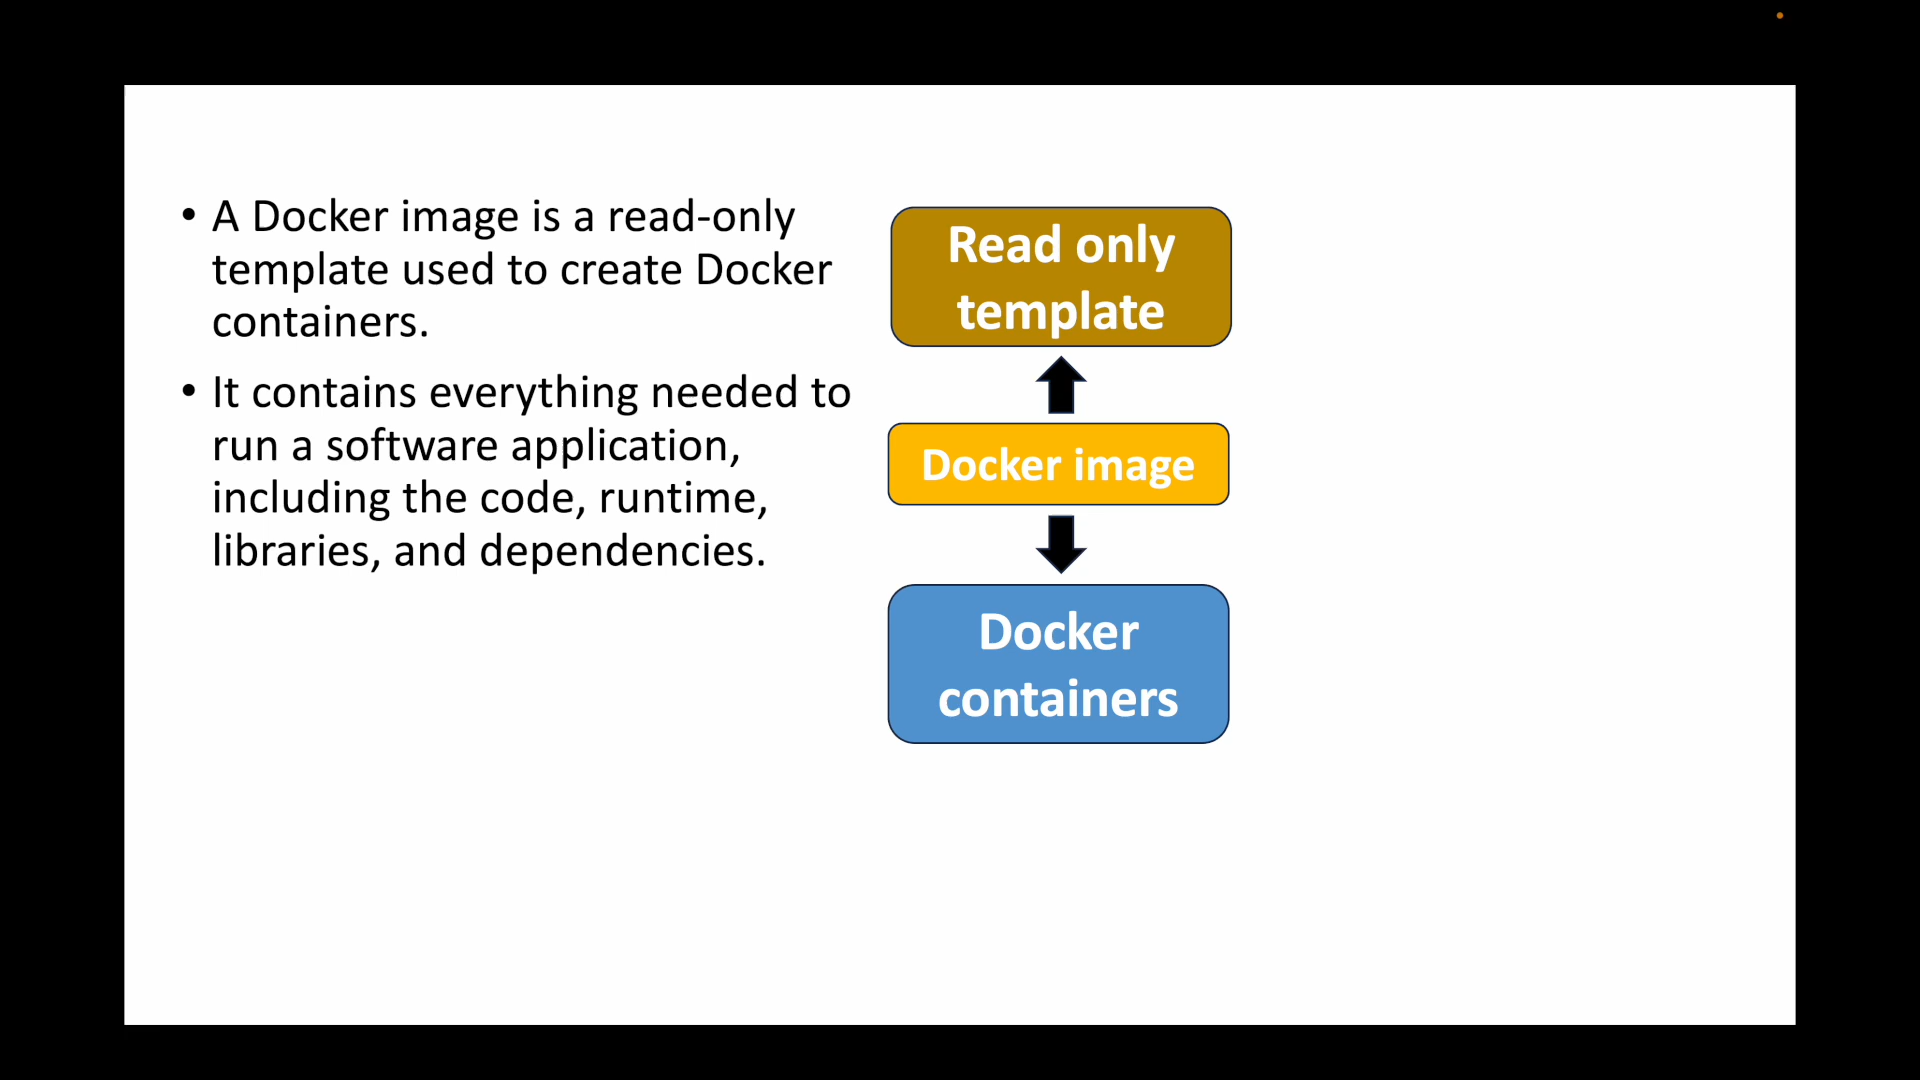 • A Docker image is a read-only
template used to create Docker
containers.
• It contains everything needed to
run a software application,
including the code, runtime,
libraries, and dependencies.
Read only
template
Docker image
Docker
containers